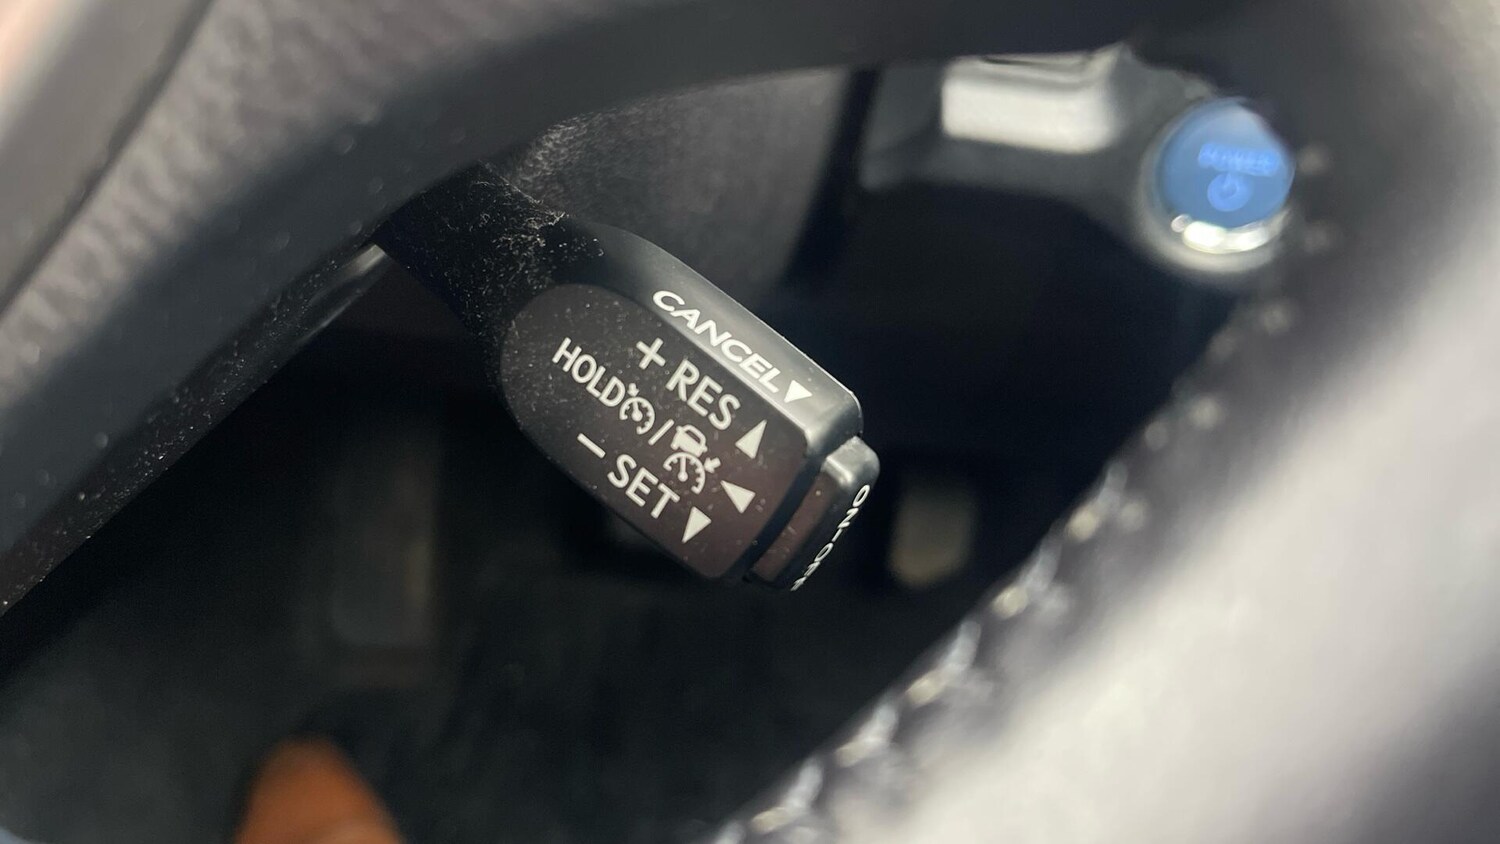 CANCEL ▼
+ RES ▲
HOLD / ◀
− SET ▼
ON-OFF
POWER